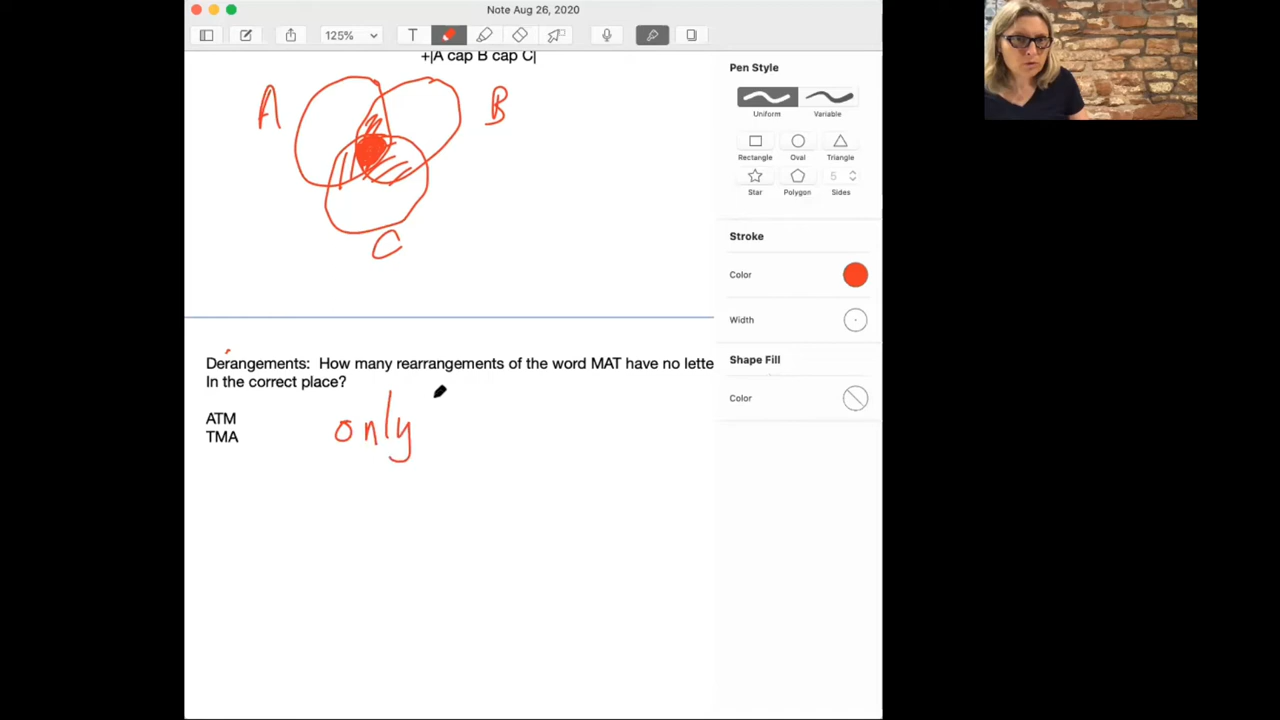 Note Aug 26, 2020
125%
T
+|A cap B cap C|
A
B
C
Derangements: How many rearrangements of the word MAT have no lette
In the correct place?
ATM
TMA
only
Pen Style
Uniform
Variable
Rectangle
Oval
Triangle
5
Star
Polygon
Sides
Stroke
Color
Width
Shape Fill
Color